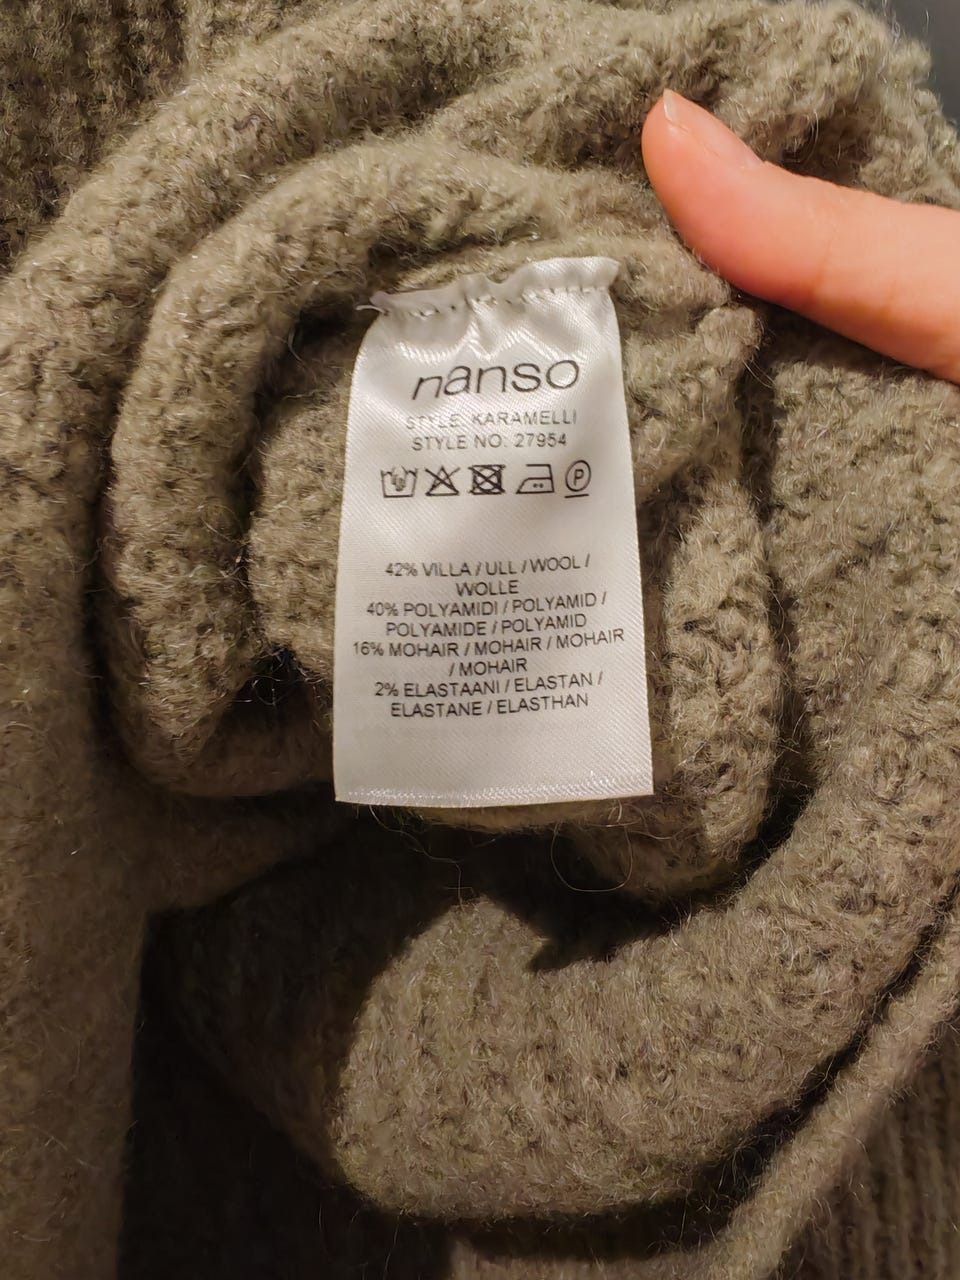 nanso
STYLE: KARAMELLI
STYLE NO: 27954
P
42% VILLA / ULL / WOOL /
WOLLE
40% POLYAMIDI / POLYAMID /
POLYAMIDE / POLYAMID
16% MOHAIR / MOHAIR / MOHAIR
/ MOHAIR
2% ELASTAANI / ELASTAN /
ELASTANE / ELASTHAN